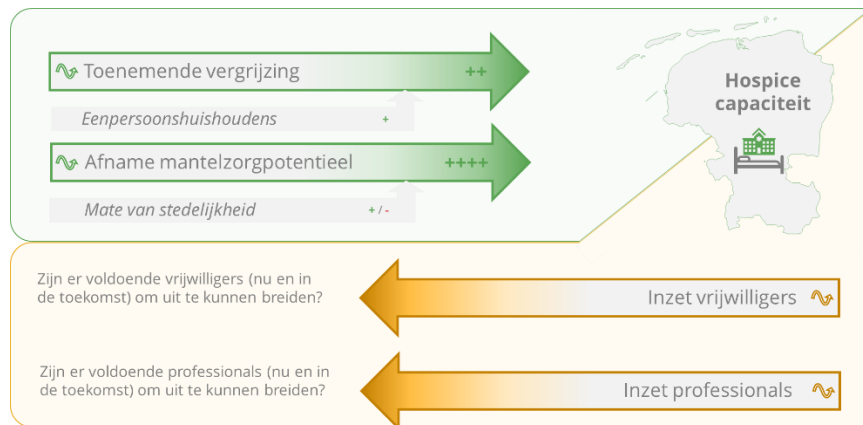 Toenemende vergrijzing ++
Eenpersoonshuishoudens +
Afname mantelzorgpotentieel ++++
Mate van stedelijkheid + / -
Hospice
capaciteit
Zijn er voldoende vrijwilligers (nu en in
de toekomst) om uit te kunnen breiden?
Inzet vrijwilligers
Zijn er voldoende professionals (nu en in
de toekomst) om uit te kunnen breiden?
Inzet professionals